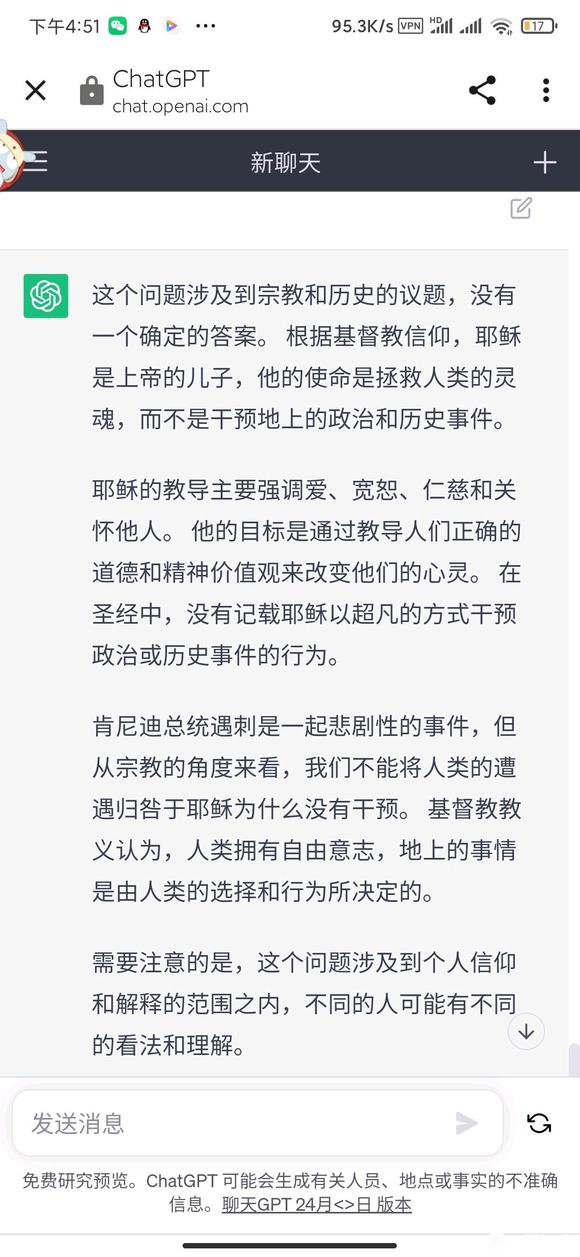 下午4:51 95.3K/s VPN HD 17
ChatGPT
chat.openai.com
新聊天
这个问题涉及到宗教和历史的议题，没有
一个确定的答案。 根据基督教信仰，耶稣
是上帝的儿子，他的使命是拯救人类的灵
魂，而不是干预地上的政治和历史事件。
耶稣的教导主要强调爱、宽恕、仁慈和关
怀他人。 他的目标是通过教导人们正确的
道德和精神价值观来改变他们的心灵。 在
圣经中，没有记载耶稣以超凡的方式干预
政治或历史事件的行为。
肯尼迪总统遇刺是一起悲剧性的事件，但
从宗教的角度来看，我们不能将人类的遭
遇归咎于耶稣为什么没有干预。 基督教教
义认为，人类拥有自由意志，地上的事情
是由人类的选择和行为所决定的。
需要注意的是，这个问题涉及到个人信仰
和解释的范围之内，不同的人可能有不同
的看法和理解。
发送消息
免费研究预览。ChatGPT 可能会生成有关人员、地点或事实的不准确
信息。聊天GPT 24月<>日 版本